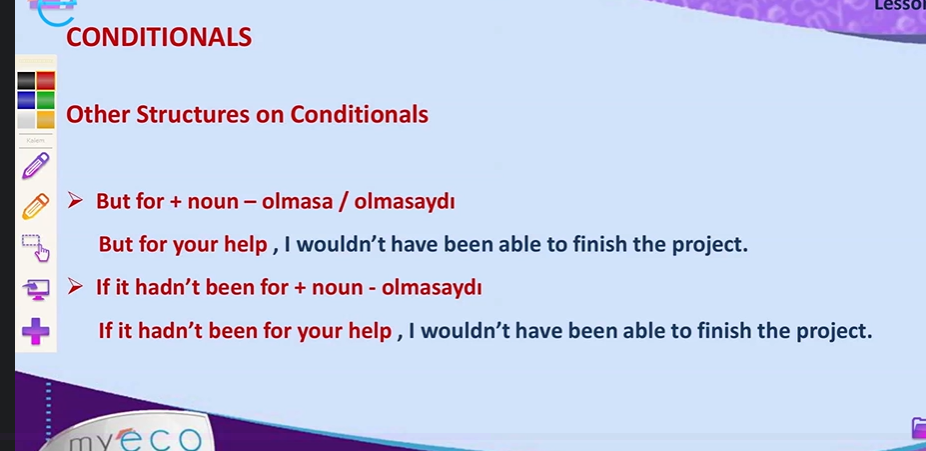 Lesson
CONDITIONALS
Other Structures on Conditionals
Kalem
➢ But for + noun – olmasa / olmasaydı
But for your help , I wouldn’t have been able to finish the project.
➢ If it hadn’t been for + noun - olmasaydı
If it hadn’t been for your help , I wouldn’t have been able to finish the project.
myeco